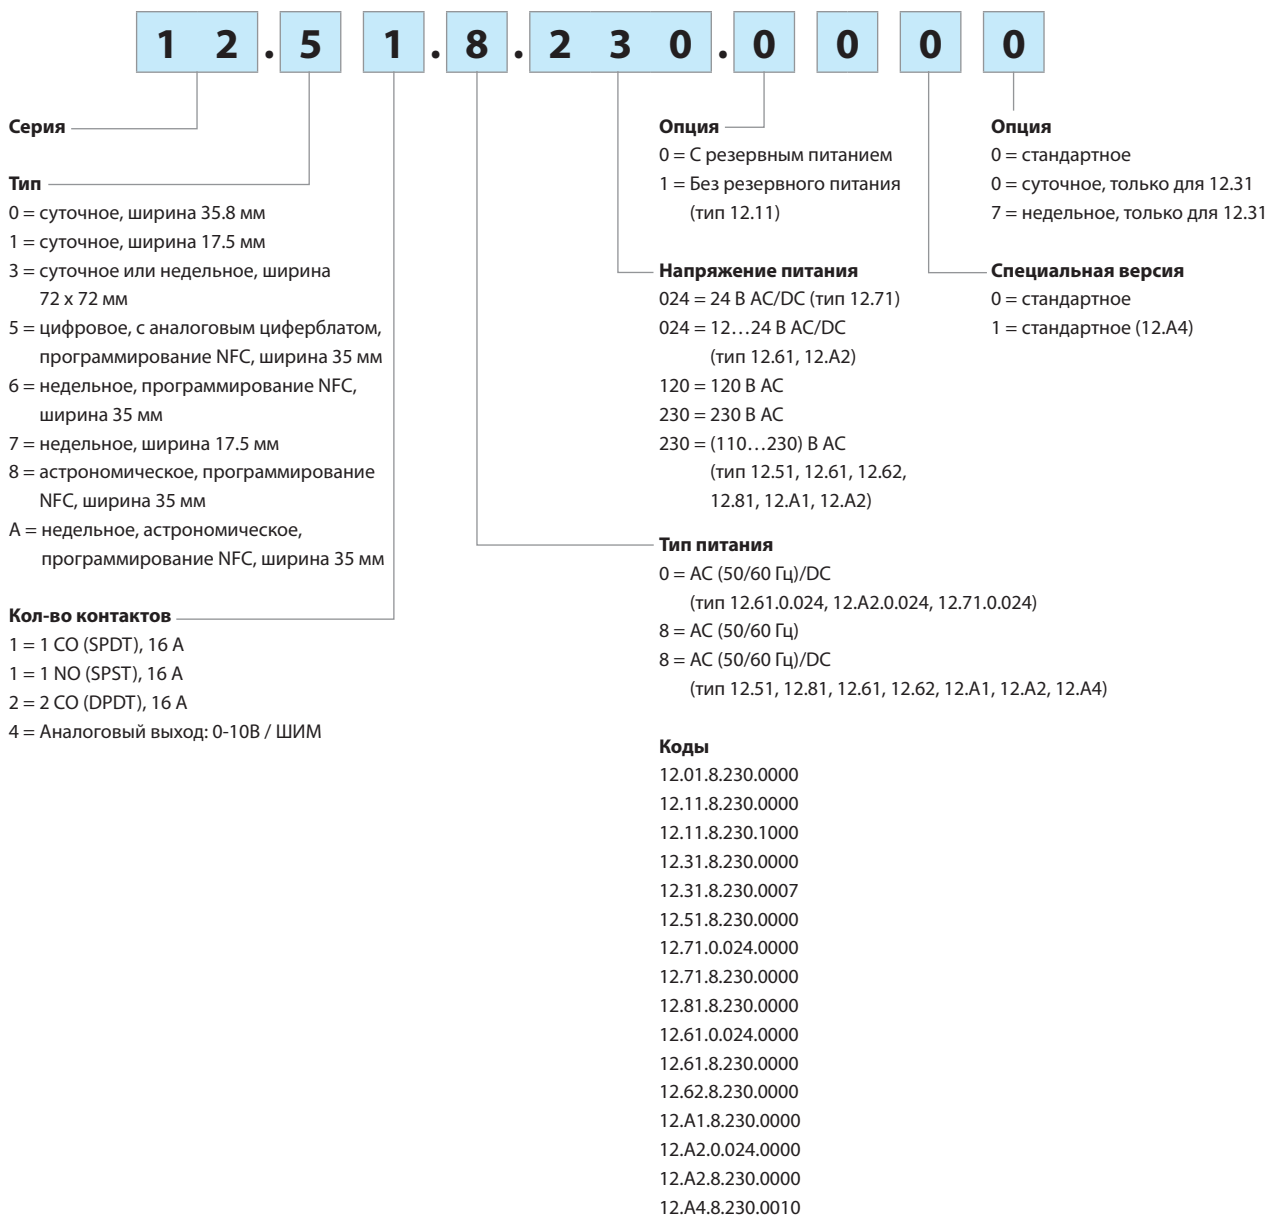 12.51.8.230.0000
Серия
Тип
0 = суточное, ширина 35.8 мм
1 = суточное, ширина 17.5 мм
3 = суточное или недельное, ширина
72 x 72 мм
5 = цифровое, с аналоговым циферблатом,
программирование NFC, ширина 35 мм
6 = недельное, программирование NFC,
ширина 35 мм
7 = недельное, ширина 17.5 мм
8 = астрономическое, программирование
NFC, ширина 35 мм
A = недельное, астрономическое,
программирование NFC, ширина 35 мм
Кол-во контактов
1 = 1 CO (SPDT), 16 A
1 = 1 NO (SPST), 16 A
2 = 2 CO (DPDT), 16 A
4 = Аналоговый выход: 0-10В / ШИМ
Опция
0 = С резервным питанием
1 = Без резервного питания
(тип 12.11)
Напряжение питания
024 = 24 В AC/DC (тип 12.71)
024 = 12…24 В AC/DC
(тип 12.61, 12.A2)
120 = 120 В AC
230 = 230 В AC
230 = (110…230) В AC
(тип 12.51, 12.61, 12.62,
12.81, 12.A1, 12.A2)
Тип питания
0 = AC (50/60 Гц)/DC
(тип 12.61.0.024, 12.A2.0.024, 12.71.0.024)
8 = AC (50/60 Гц)
8 = AC (50/60 Гц)/DC
(тип 12.51, 12.81, 12.61, 12.62, 12.A1, 12.A2, 12.A4)
Коды
12.01.8.230.0000
12.11.8.230.0000
12.11.8.230.1000
12.31.8.230.0000
12.31.8.230.0007
12.51.8.230.0000
12.71.0.024.0000
12.71.8.230.0000
12.81.8.230.0000
12.61.0.024.0000
12.61.8.230.0000
12.62.8.230.0000
12.A1.8.230.0000
12.A2.0.024.0000
12.A2.8.230.0000
12.A4.8.230.0010
Опция
0 = стандартное
0 = суточное, только для 12.31
7 = недельное, только для 12.31
Специальная версия
0 = стандартное
1 = стандартное (12.A4)